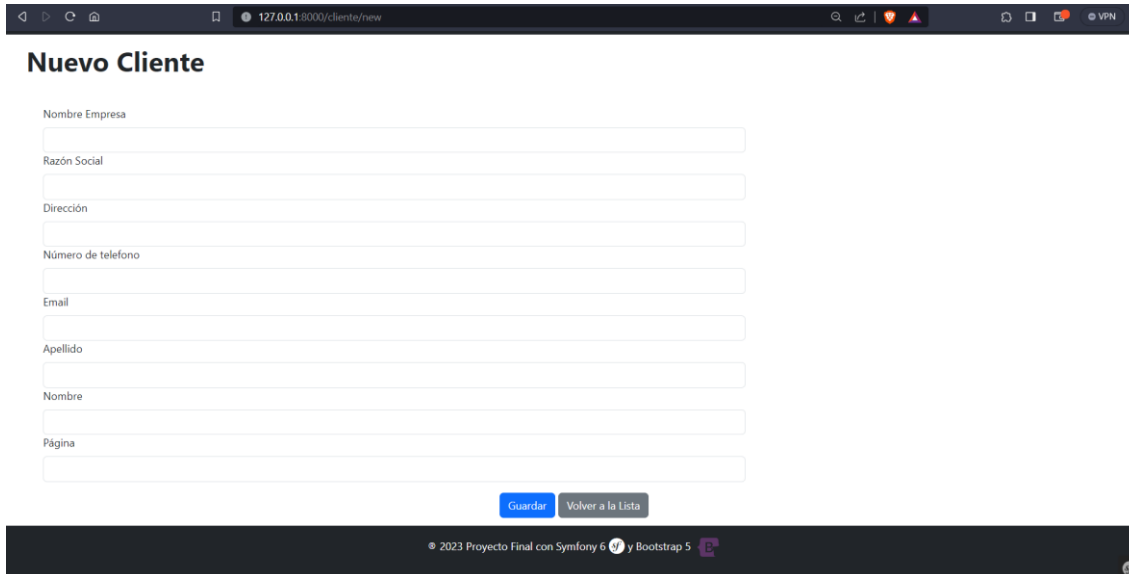 127.0.0.1:8000/cliente/new
VPN
Nuevo Cliente
Nombre Empresa
Razón Social
Dirección
Número de telefono
Email
Apellido
Nombre
Página
Guardar Volver a la Lista
® 2023 Proyecto Final con Symfony 6 sf y Bootstrap 5 B